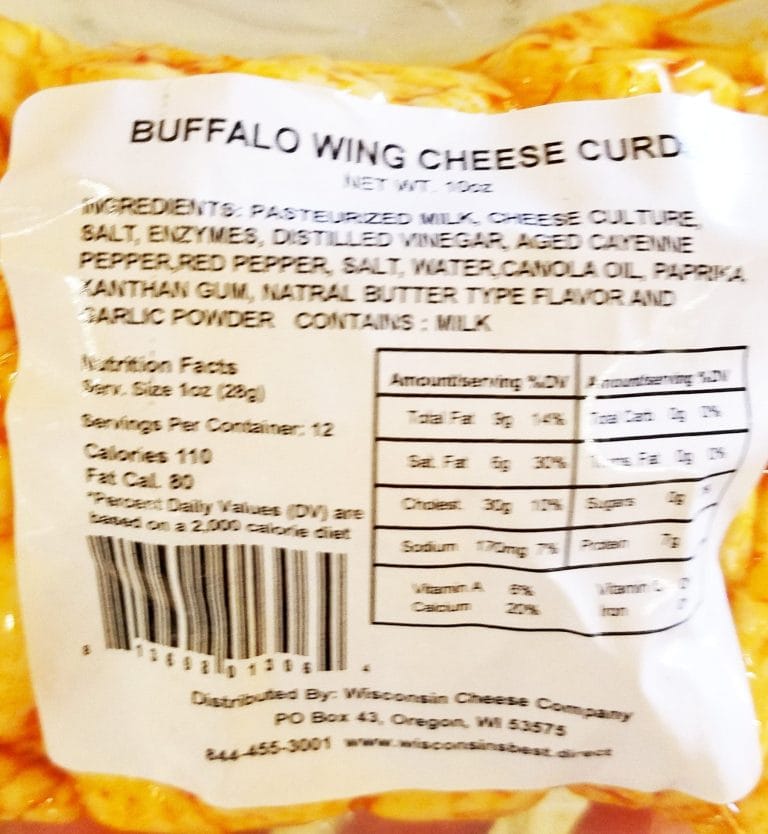 BUFFALO WING CHEESE CURD
NET WT. 10oz
INGREDIENTS: PASTEURIZED MILK, CHEESE CULTURE,
SALT, ENZYMES, DISTILLED VINEGAR, AGED CAYENNE
PEPPER,RED PEPPER, SALT, WATER,CANOLA OIL, PAPRIKA
XANTHAN GUM, NATRAL BUTTER TYPE FLAVOR AND
GARLIC POWDER CONTAINS : MILK
Nutrition Facts
Serv. Size 1oz (28g)
Servings Per Container: 12
Calories 110
Fat Cal. 80
*Percent Daily Values (DV) are
based on a 2,000 calorie diet
Amount/serving %DV Amount/serving %DV
Total Fat 9g 14% Total Carb 0g 0%
Sat. Fat 6g 30% Trans Fat 0g 0%
Cholest 30g 10% Sugars 0g
Sodium 170mg 7% Protein 7g
Vitamin A 6% Vitamin
Calcium 20% Iron
Distributed By: Wisconsin Cheese Company
PO Box 43, Oregon, WI 53575
844-455-3001 www.wisconsinsbest.direct